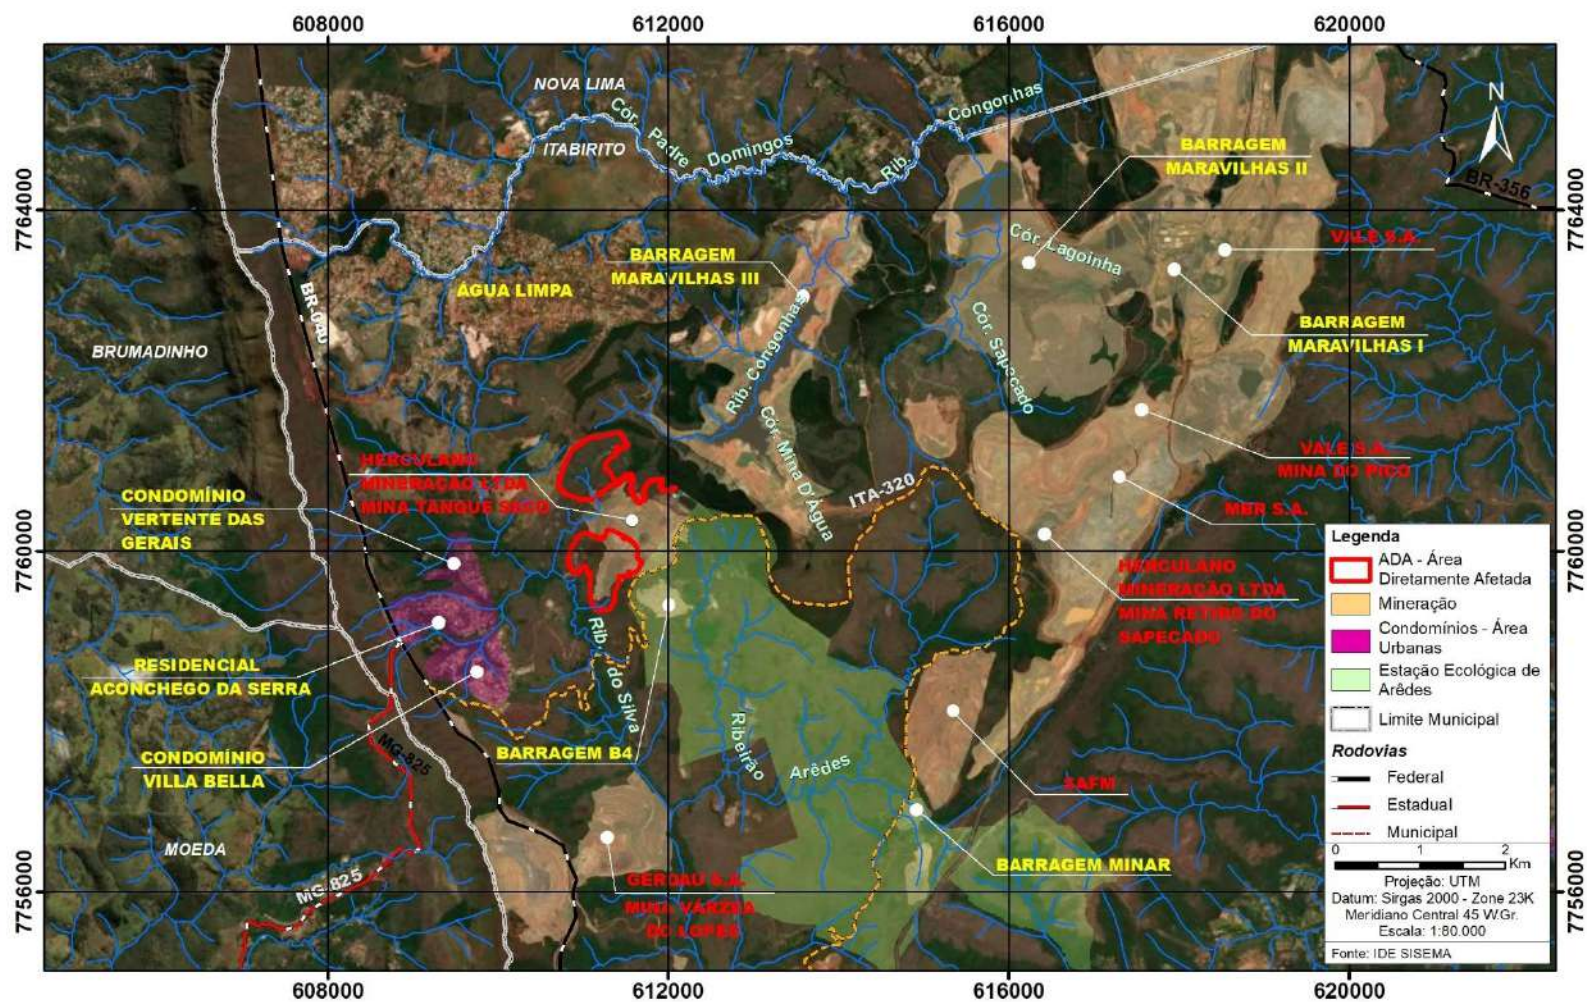 608000
612000
616000
620000
NOVA LIMA
Cór. Padre Domingos
Rib. Congonhas
ITABIRITO
N
BARRAGEM
MARAVILHAS II
BR-356
7764000
7764000
Cór. Lagoinha
VALE S.A.
BARRAGEM
MARAVILHAS III
ÁGUA LIMPA
BR-040
BARRAGEM
MARAVILHAS I
BRUMADINHO
Rib. Congonhas
Cór. Sapecado
Cór. Mina D'Água
VALE S.A.
MINA DO PICO
HERCULANO
MINERAÇÃO LTDA
MINA TANQUE SECO
ITA-320
CONDOMÍNIO
VERTENTE DAS
GERAIS
MBR S.A.
7760000
7760000
HERCULANO
MINERAÇÃO LTDA
MINA RETIRO DO
SAPECADO
RESIDENCIAL
ACONCHEGO DA SERRA
Rib. do Silva
CONDOMÍNIO
VILLA BELLA
MG-825
BARRAGEM B4
Ribeirão
Arêdes
SAFM
MOEDA
MG-825
BARRAGEM MINAR
GERDAU S.A.
MINA VÁRZEA
DO LOPES
7756000
7756000
Legenda
ADA - Área
Diretamente Afetada
Mineração
Condomínios - Área
Urbanas
Estação Ecológica de
Arêdes
Limite Municipal
Rodovias
Federal
Estadual
Municipal
0 1 2
Km
Projeção: UTM
Datum: Sirgas 2000 - Zone 23K
Meridiano Central 45 W.Gr.
Escala: 1:80.000
Fonte: IDE SISEMA
608000
612000
616000
620000